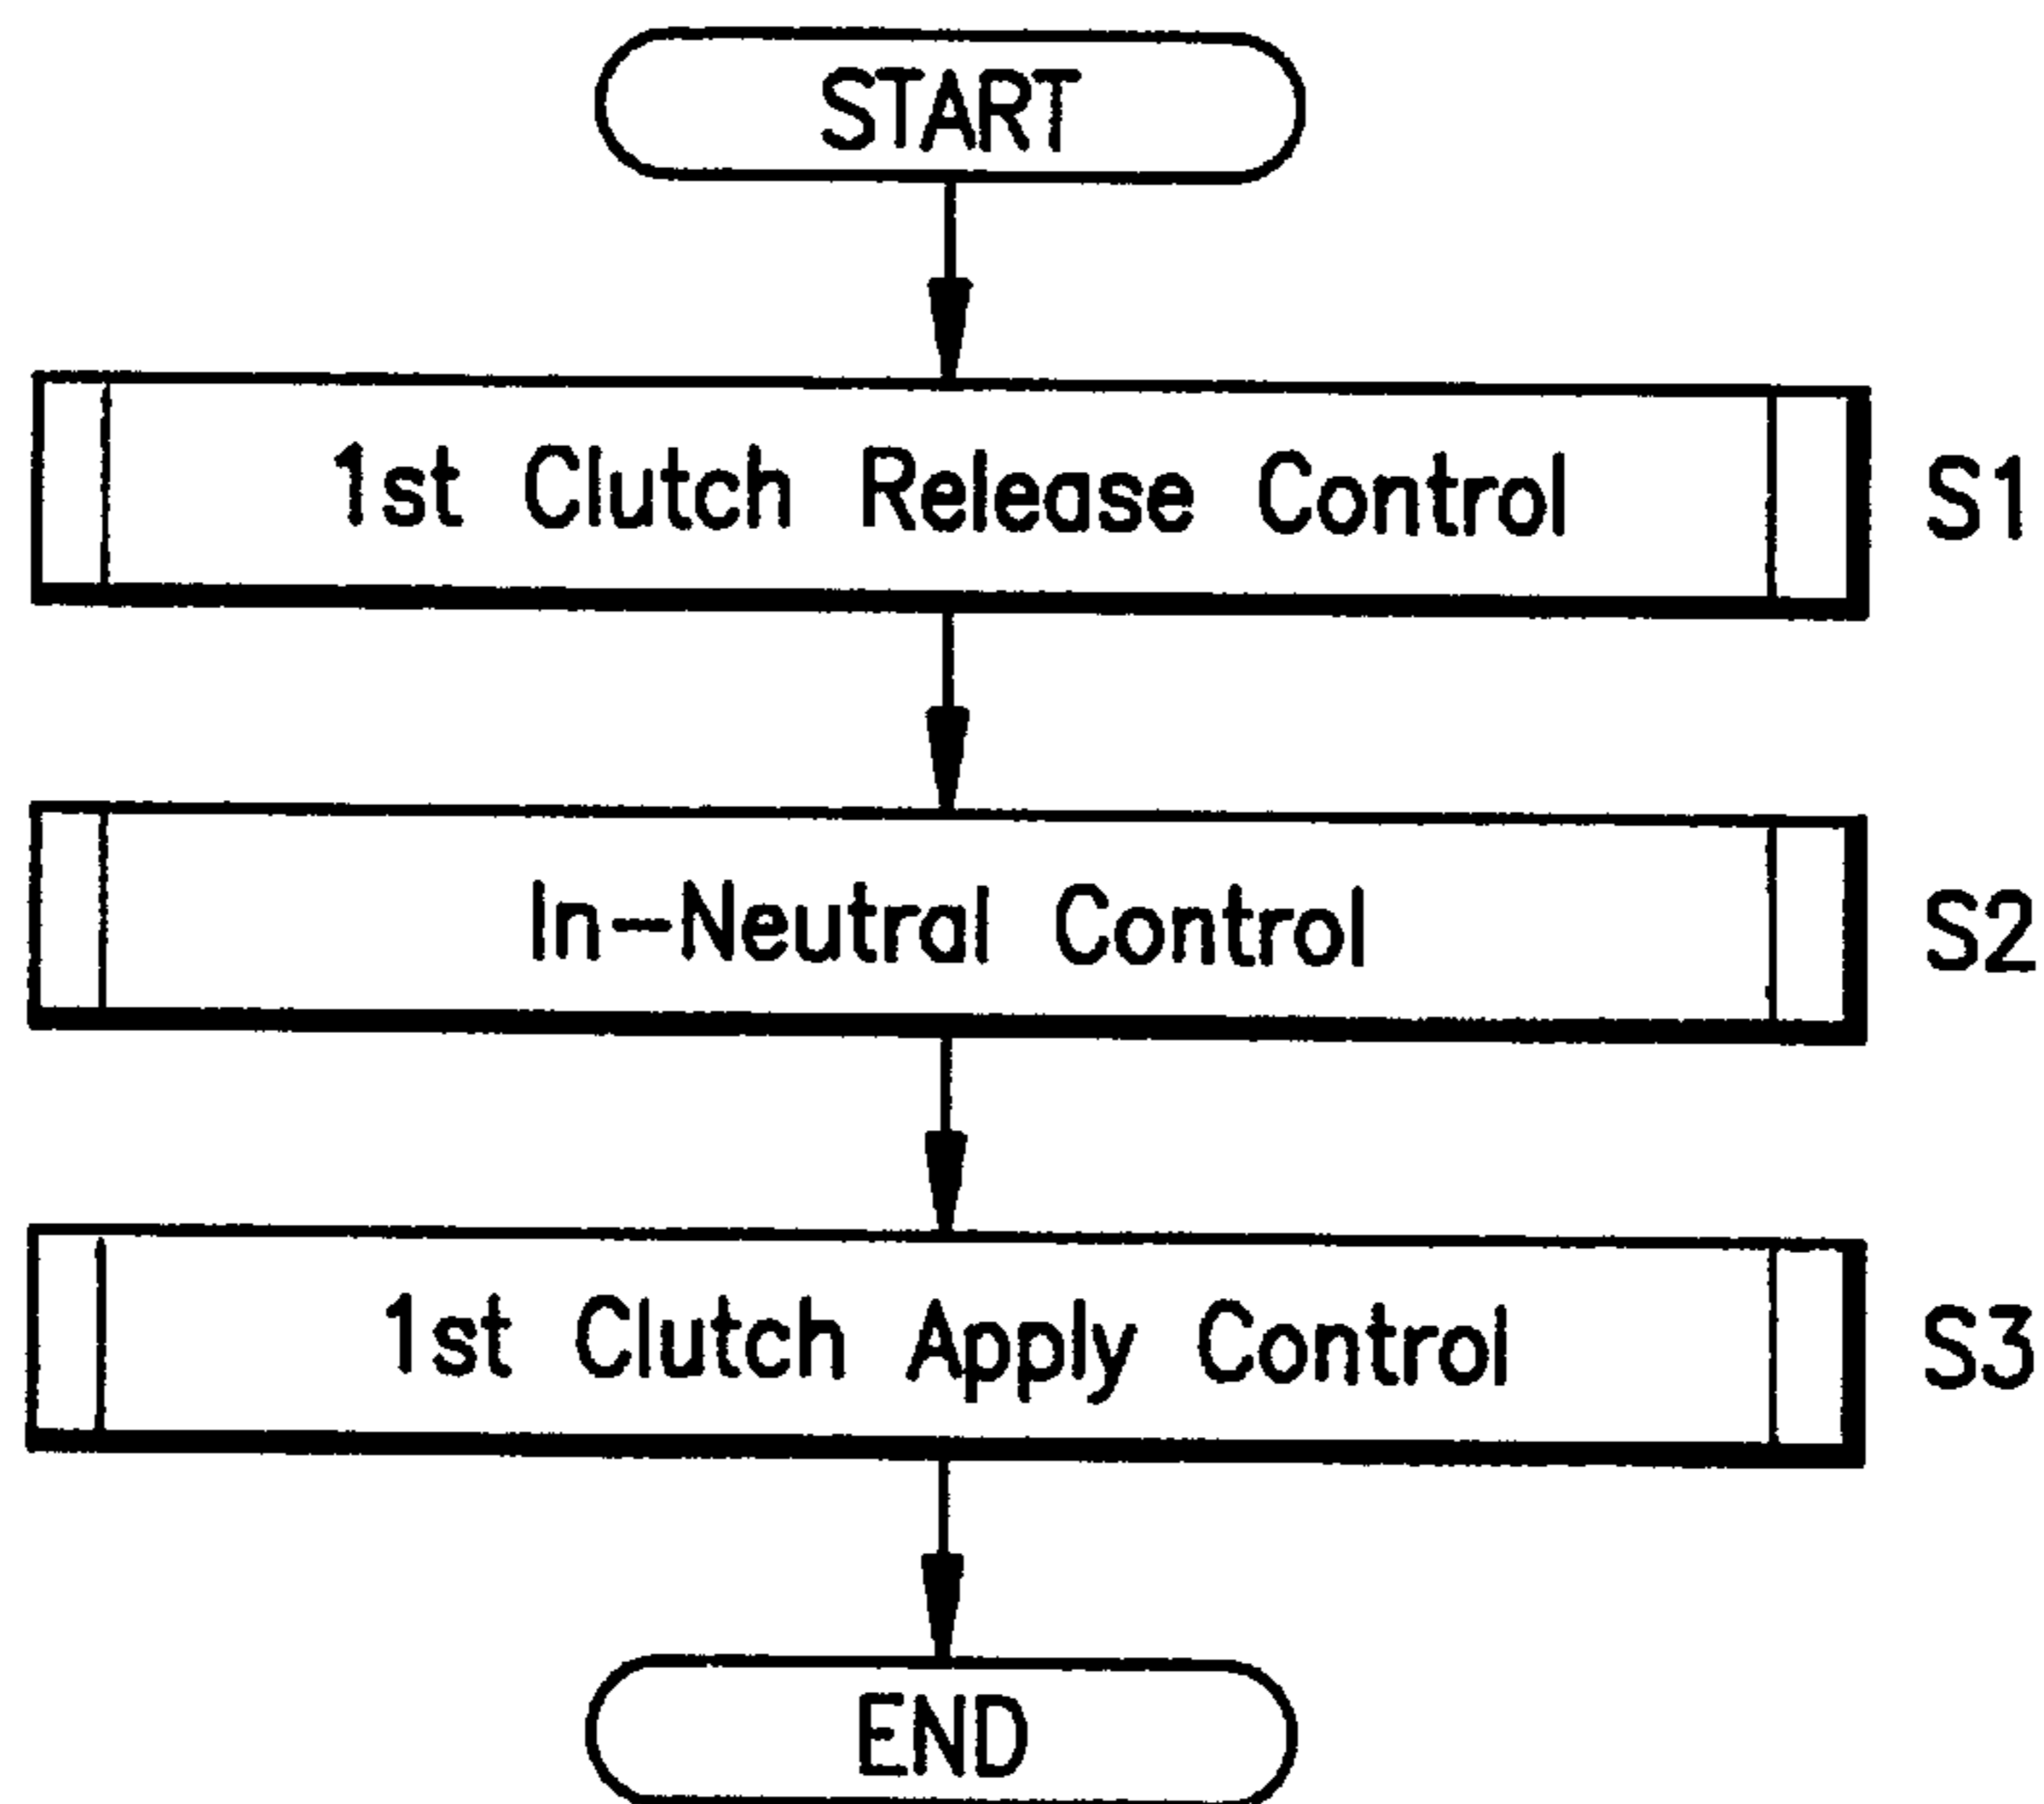 START
1st Clutch Release Control S1
In-Neutral Control S2
1st Clutch Apply Control S3
END